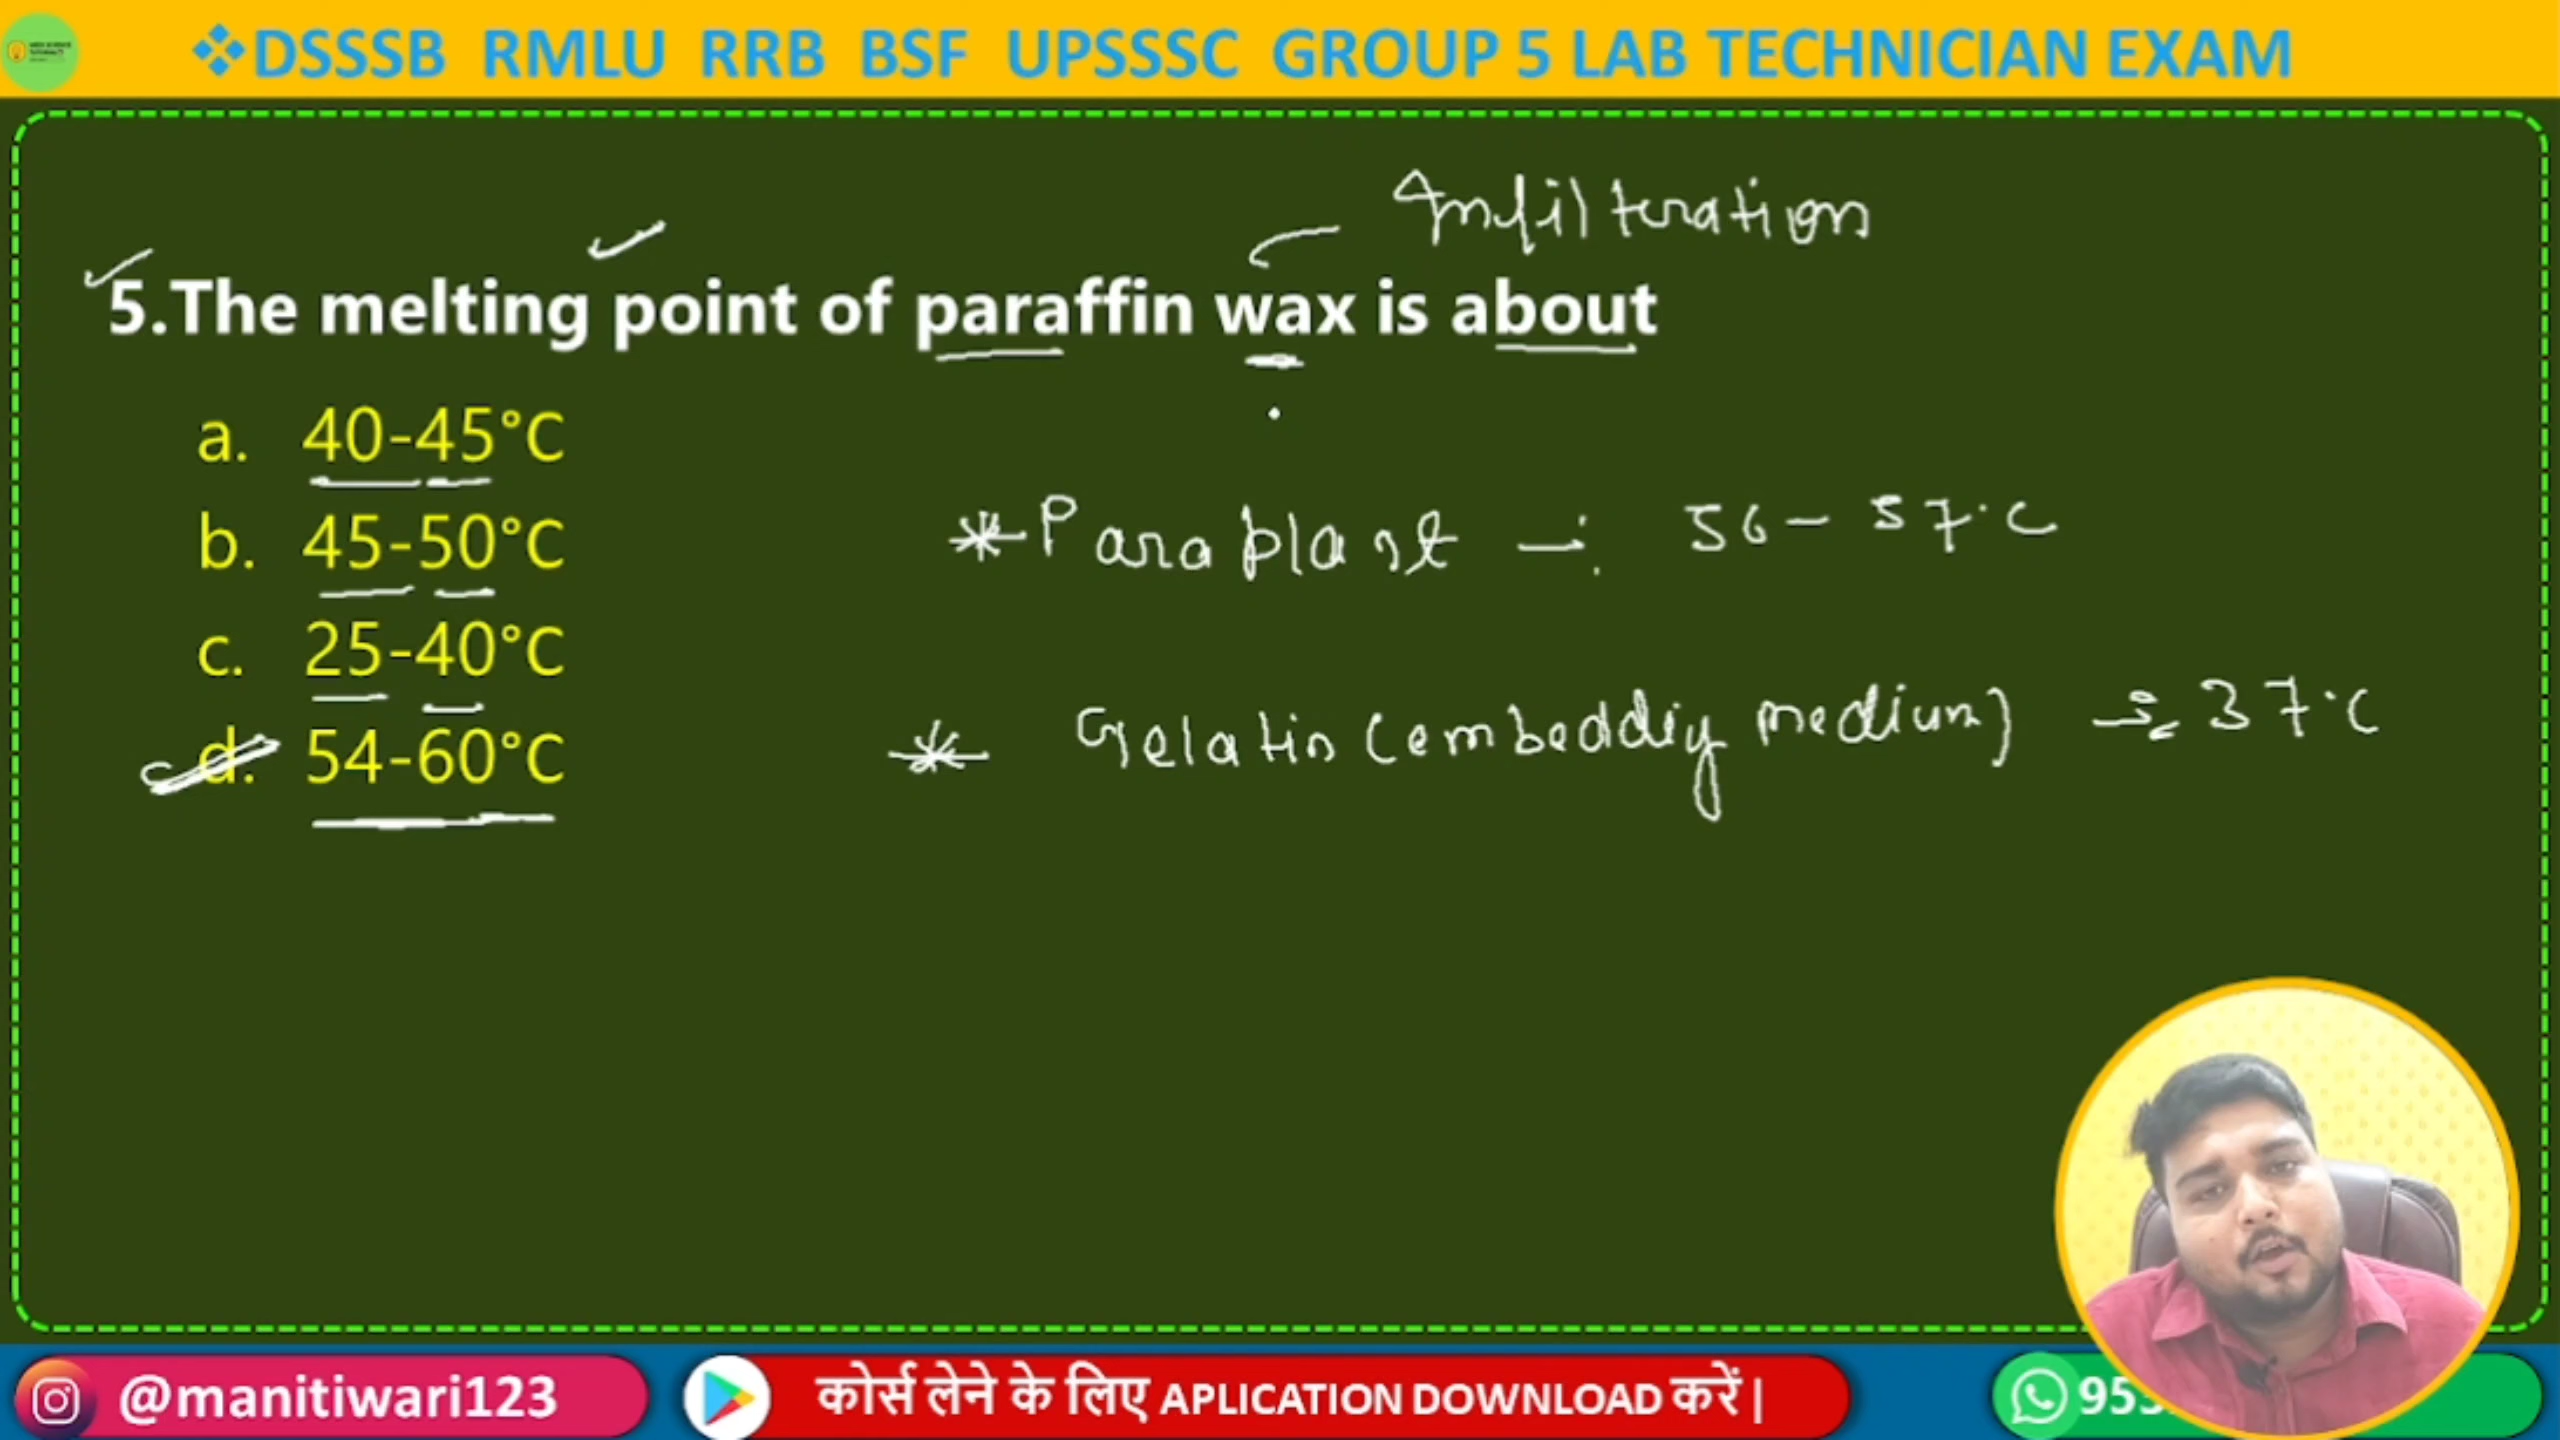 ❖DSSSB RMLU RRB BSF UPSSSC GROUP 5 LAB TECHNICIAN EXAM
Infilteration
5.The melting point of paraffin wax is about
a. 40-45°C
b. 45-50°C
* Paraplast -: 56-57°C
c. 25-40°C
* Gelatin (embedding medium) -: 37°C
d. 54-60°C
@manitiwari123
कोर्स लेने के लिए APLICATION DOWNLOAD करें |